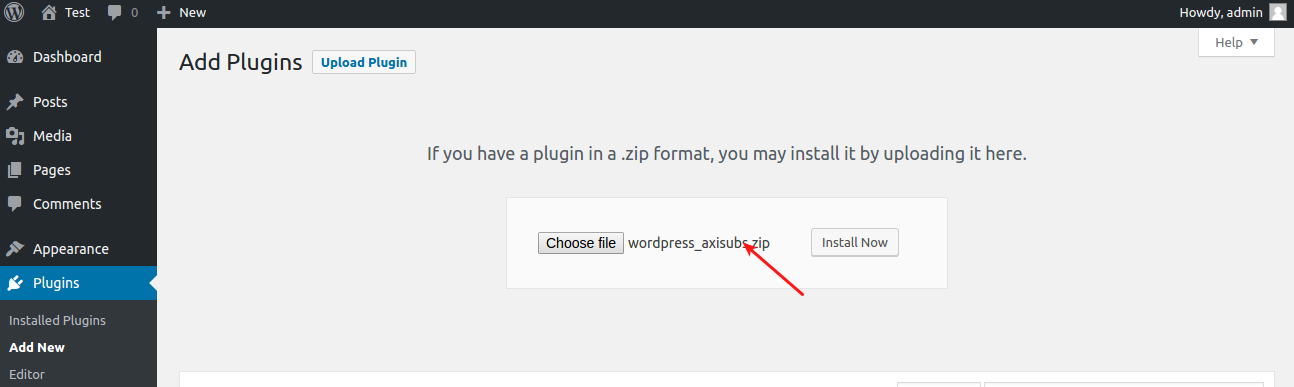 Test 0 New Howdy, admin
Help
Dashboard
Posts
Media
Pages
Comments
Appearance
Plugins
Installed Plugins
Add New
Editor
Add Plugins Upload Plugin
If you have a plugin in a .zip format, you may install it by uploading it here.
Choose file wordpress_axisubs.zip Install Now